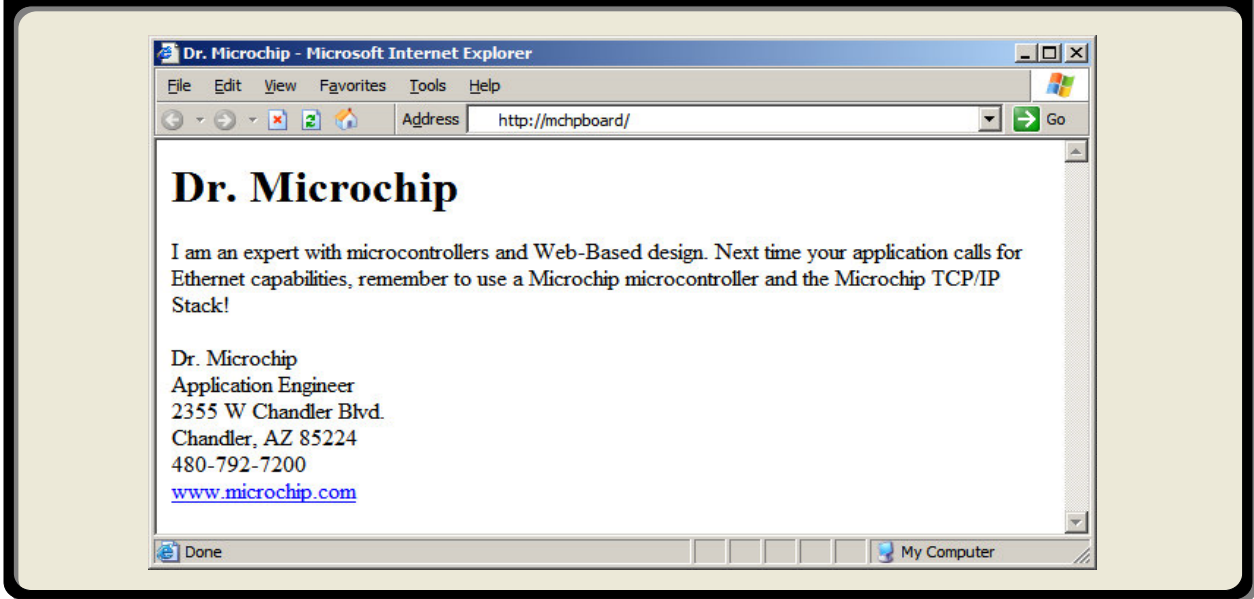 Dr. Microchip - Microsoft Internet Explorer
File Edit View Favorites Tools Help
Address http://mchpboard/ Go
Dr. Microchip
I am an expert with microcontrollers and Web-Based design. Next time your application calls for
Ethernet capabilities, remember to use a Microchip microcontroller and the Microchip TCP/IP
Stack!
Dr. Microchip
Application Engineer
2355 W Chandler Blvd.
Chandler, AZ 85224
480-792-7200
www.microchip.com
Done My Computer